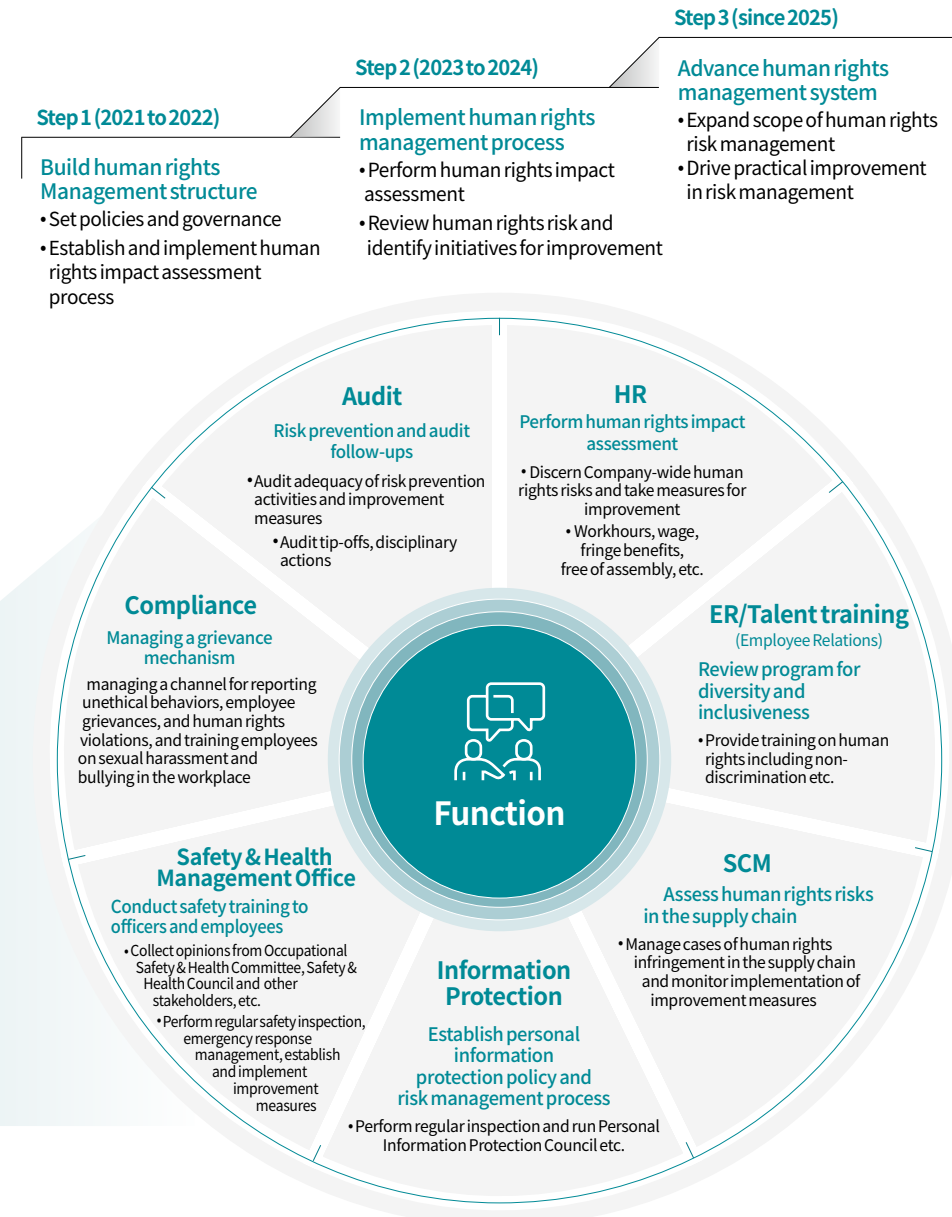 Step 1 (2021 to 2022)
Build human rights
Management structure
• Set policies and governance
• Establish and implement human
rights impact assessment
process
Step 2 (2023 to 2024)
Implement human rights
management process
• Perform human rights impact
assessment
• Review human rights risk and
identify initiatives for improvement
Step 3 (since 2025)
Advance human rights
management system
• Expand scope of human rights
risk management
• Drive practical improvement
in risk management
Audit
Risk prevention and audit
follow-ups
• Audit adequacy of risk prevention
activities and improvement
measures
• Audit tip-offs, disciplinary
actions
HR
Perform human rights impact
assessment
• Discern Company-wide human
rights risks and take measures for
improvement
• Workhours, wage,
fringe benefits,
free of assembly, etc.
Compliance
Managing a grievance
mechanism
managing a channel for reporting
unethical behaviors, employee
grievances, and human rights
violations, and training employees
on sexual harassment and
bullying in the workplace
ER/Talent training
(Employee Relations)
Review program for
diversity and
inclusiveness
• Provide training on human
rights including non-
discrimination etc.
Function
Safety & Health
Management Office
Conduct safety training to
officers and employees
• Collect opinions from Occupational
Safety & Health Committee, Safety &
Health Council and other
stakeholders, etc.
• Perform regular safety inspection,
emergency response
management, establish
and implement
improvement
measures
Information
Protection
Establish personal
information
protection policy and
risk management process
• Perform regular inspection and run Personal
Information Protection Council etc.
SCM
Assess human rights risks
in the supply chain
• Manage cases of human rights
infringement in the supply chain
and monitor implementation of
improvement measures